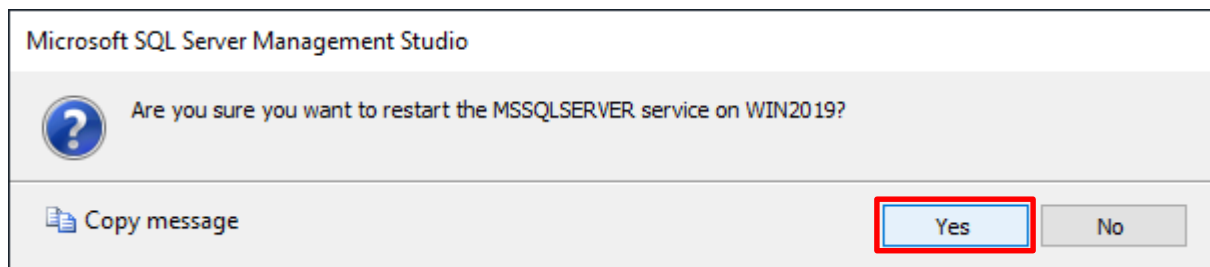 Microsoft SQL Server Management Studio
Are you sure you want to restart the MSSQLSERVER service on WIN2019?
Copy message
Yes
No